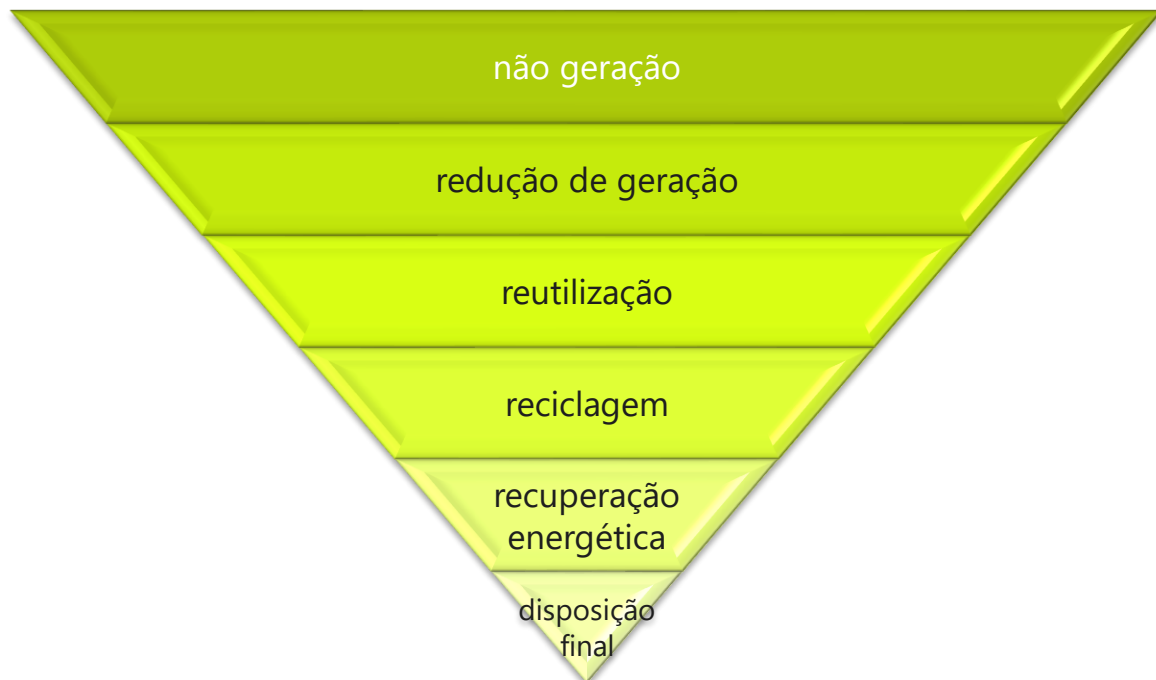 não geração
redução de geração
reutilização
reciclagem
recuperação
energética
disposição
final